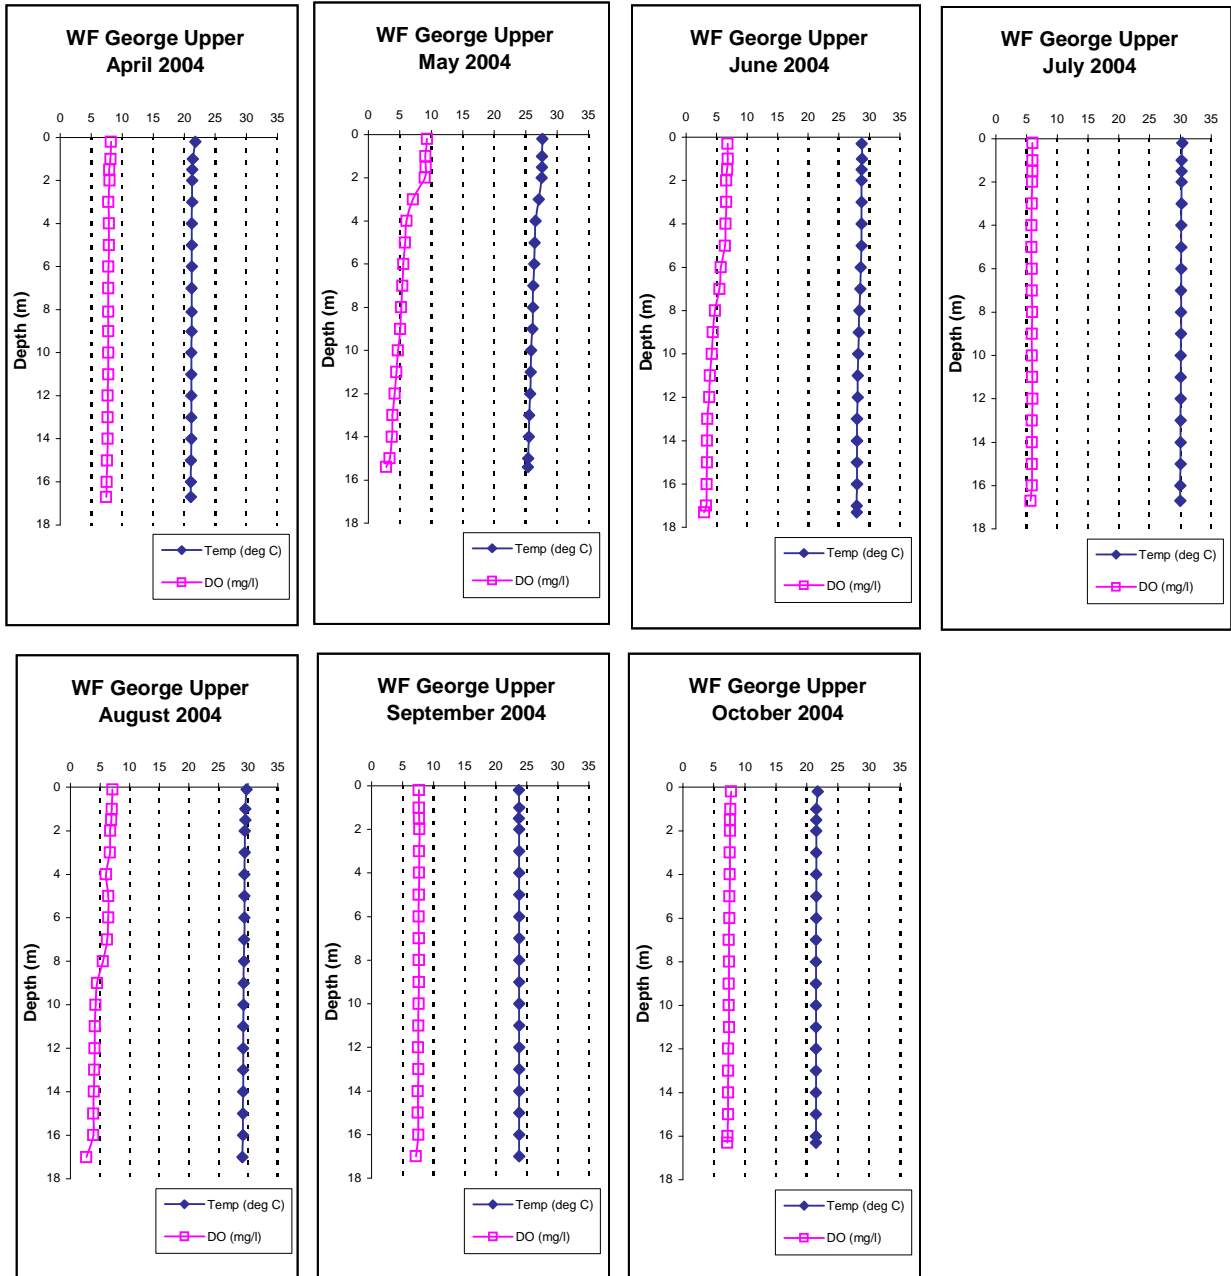 WF George Upper
April 2004
0 5 10 15 20 25 30 35
0
2
4
6
8
10
12
14
16
18
Depth (m)
Temp (deg C)
DO (mg/l)
WF George Upper
May 2004
0 5 10 15 20 25 30 35
0
2
4
6
8
10
12
14
16
18
Depth (m)
Temp (deg C)
DO (mg/l)
WF George Upper
June 2004
0 5 10 15 20 25 30 35
0
2
4
6
8
10
12
14
16
18
Depth (m)
Temp (deg C)
DO (mg/l)
WF George Upper
July 2004
0 5 10 15 20 25 30 35
0
2
4
6
8
10
12
14
16
18
Depth (m)
Temp (deg C)
DO (mg/l)
WF George Upper
August 2004
0 5 10 15 20 25 30 35
0
2
4
6
8
10
12
14
16
18
Depth (m)
Temp (deg C)
DO (mg/l)
WF George Upper
September 2004
0 5 10 15 20 25 30 35
0
2
4
6
8
10
12
14
16
18
Depth (m)
Temp (deg C)
DO (mg/l)
WF George Upper
October 2004
0 5 10 15 20 25 30 35
0
2
4
6
8
10
12
14
16
18
Depth (m)
Temp (deg C)
DO (mg/l)